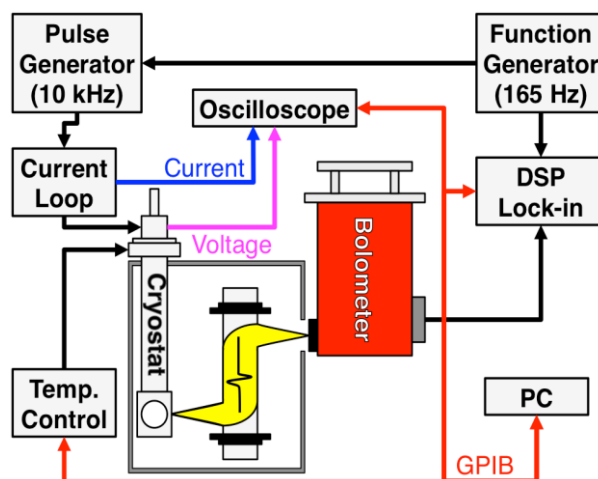 Pulse
Generator
(10 kHz)
Function
Generator
(165 Hz)
Oscilloscope
Current
Loop
Current
DSP
Lock-in
Voltage
Bolometer
Cryostat
Temp.
Control
PC
GPIB